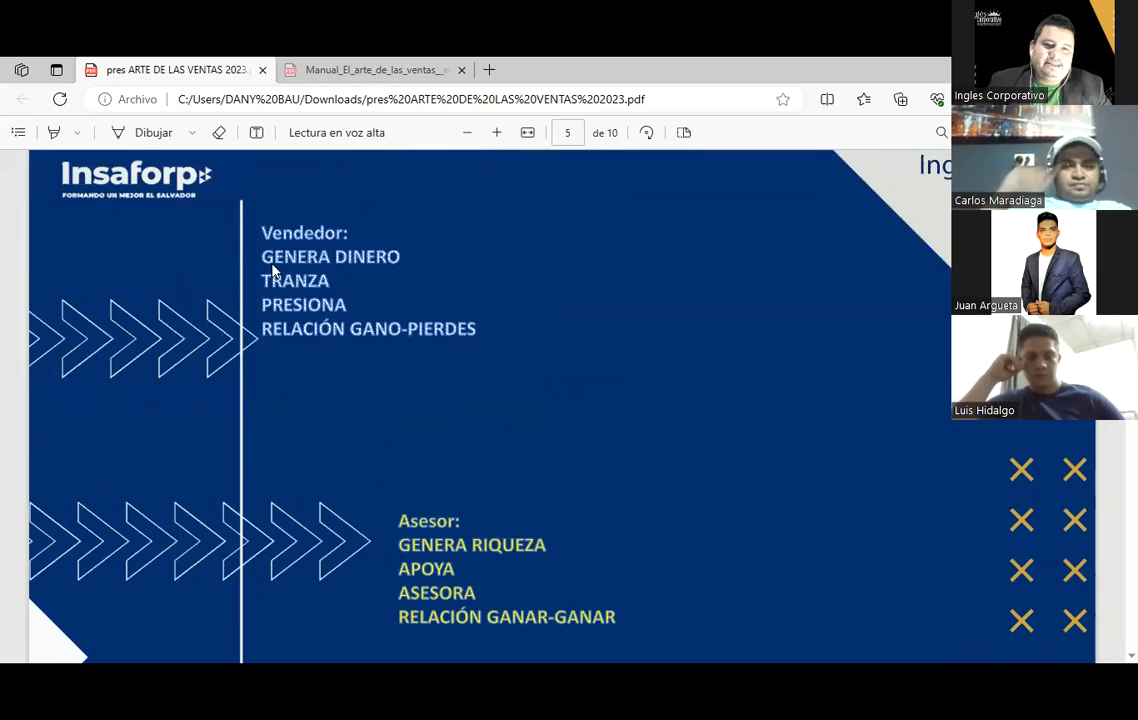 pres ARTE DE LAS VENTAS 2023.
Manual_El_arte_de_las_ventas_
Archivo
C:/Users/DANY%20BAU/Downloads/pres%20ARTE%20DE%20LAS%20VENTAS%202023.pdf
Dibujar
Lectura en voz alta
5
de 10
Insaforp
FORMANDO UN MEJOR EL SALVADOR
Ing
Vendedor:
GENERA DINERO
TRANZA
PRESIONA
RELACIÓN GANO-PIERDES
Asesor:
GENERA RIQUEZA
APOYA
ASESORA
RELACIÓN GANAR-GANAR
Ingles Corporativo
Carlos Maradiaga
Juan Argueta
Luis Hidalgo